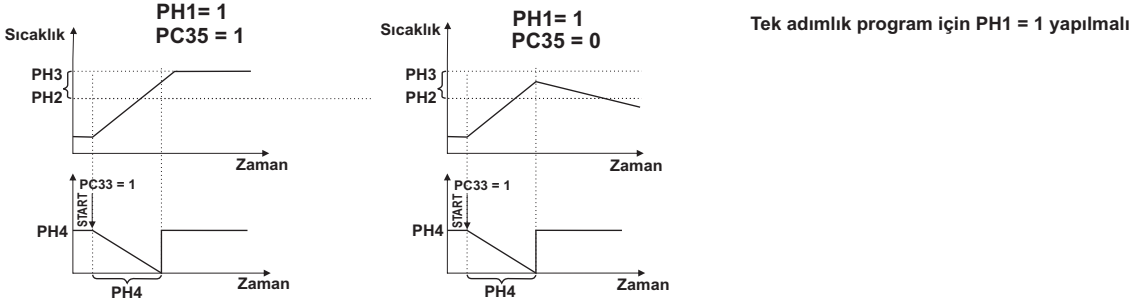 PH1= 1
PC35 = 1
Sıcaklık
PH3
PH2
Zaman
PC33 = 1
START
PH4
Zaman
PH4
PH1= 1
PC35 = 0
Sıcaklık
PH3
PH2
Zaman
PC33 = 1
START
PH4
Zaman
PH4
Tek adımlık program için PH1 = 1 yapılmalı